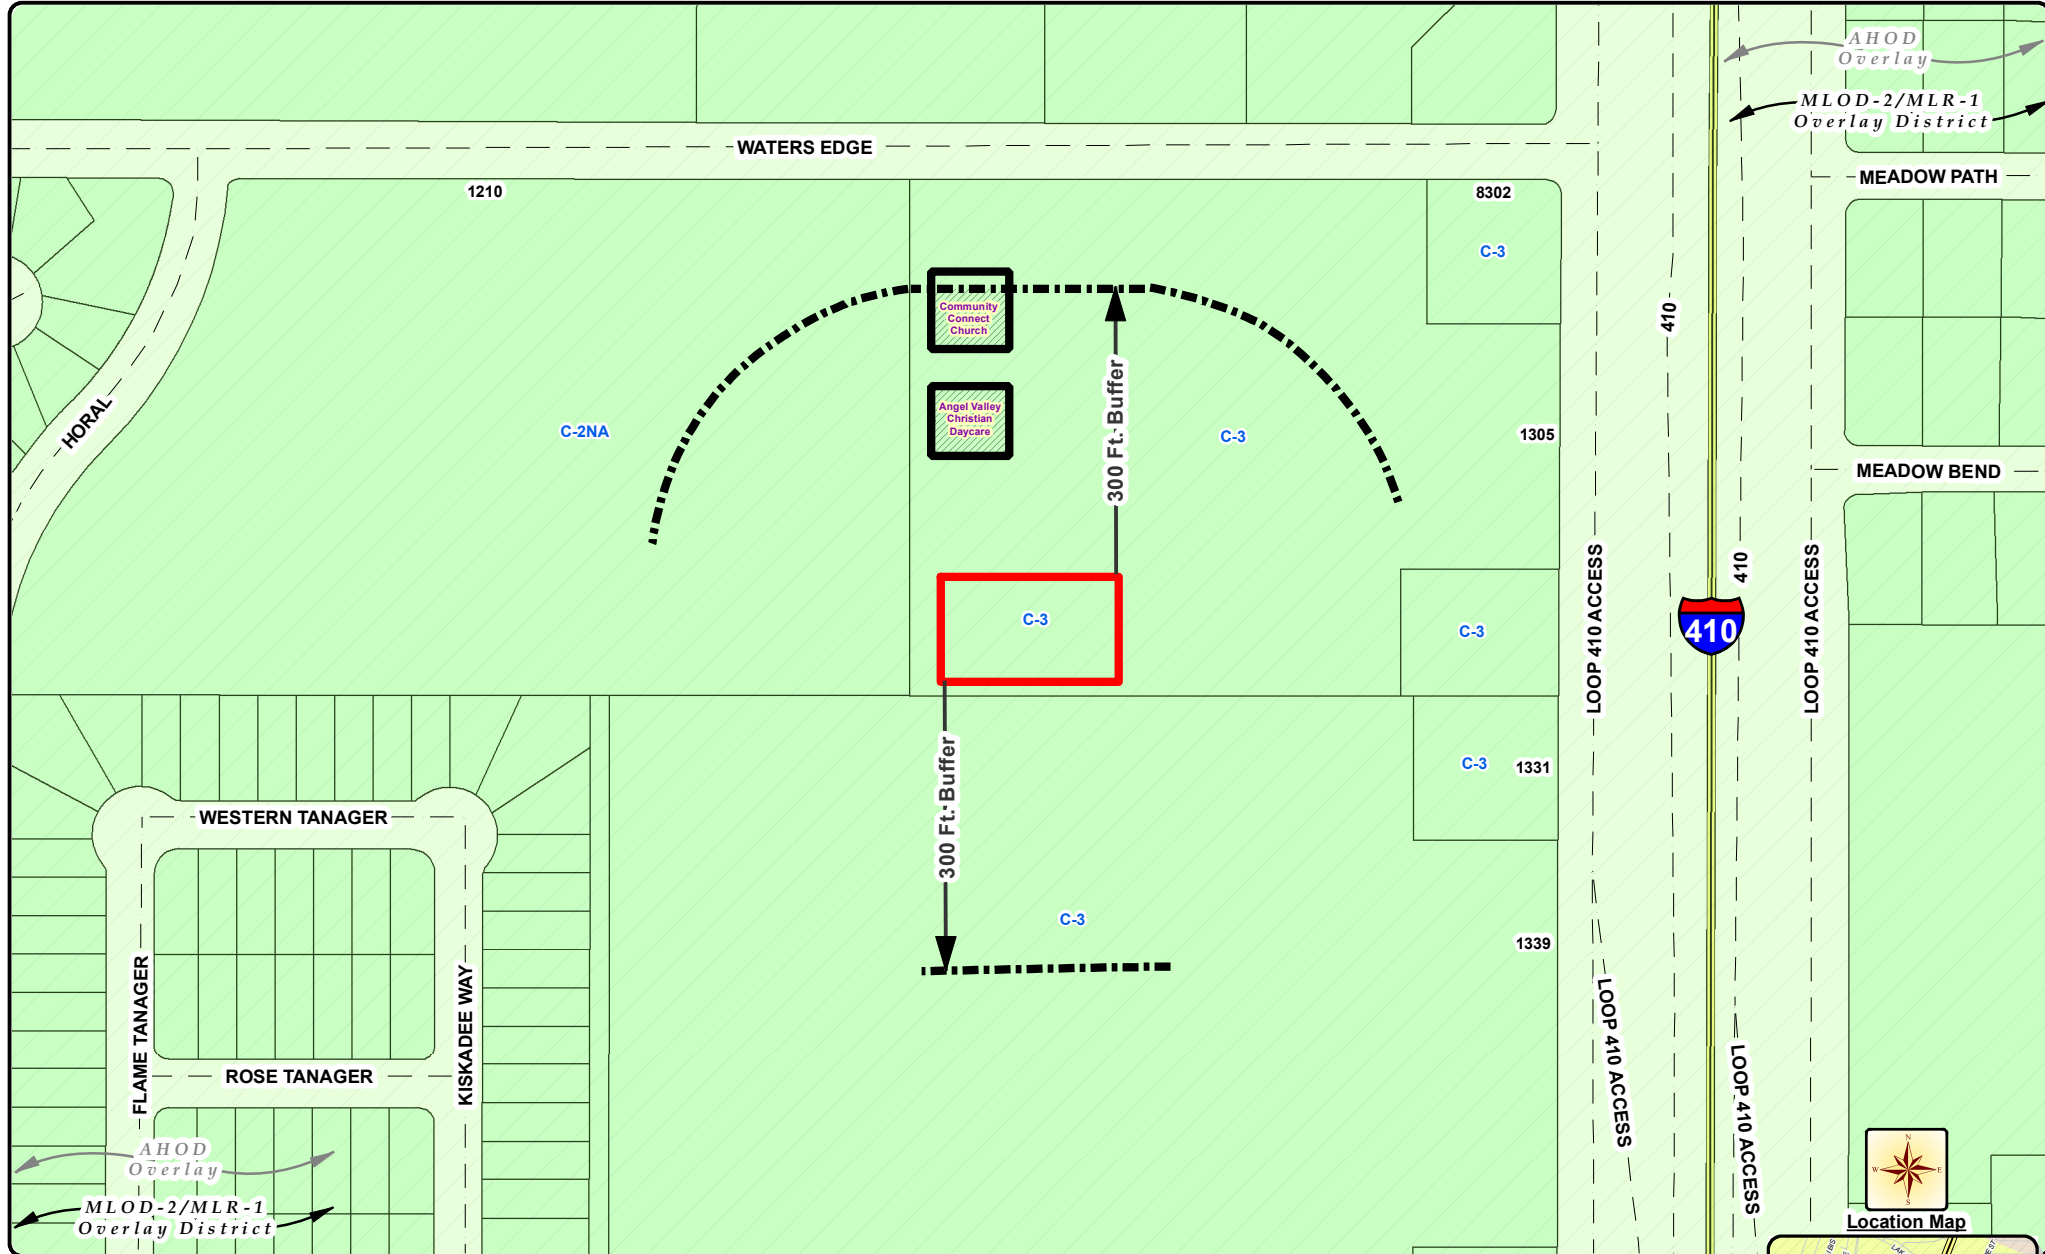 AHOD
Overlay
MLOD-2/MLR-1
Overlay District
WATERS EDGE
MEADOW PATH
1210
8302
C-3
410
Community
Connect
Church
300 Ft. Buffer
HORAL
Angel Valley
Christian
Daycare
C-2NA
C-3
1305
MEADOW BEND
LOOP 410 ACCESS
410
LOOP 410 ACCESS
C-3
C-3
410
300 Ft. Buffer
C-3
1331
WESTERN TANAGER
C-3
1339
FLAME TANAGER
KISKADEE WAY
ROSE TANAGER
LOOP 410 ACCESS
LOOP 410 ACCESS
AHOD
Overlay
MLOD-2/MLR-1
Overlay District
N
W
E
S
Location Map
LAK